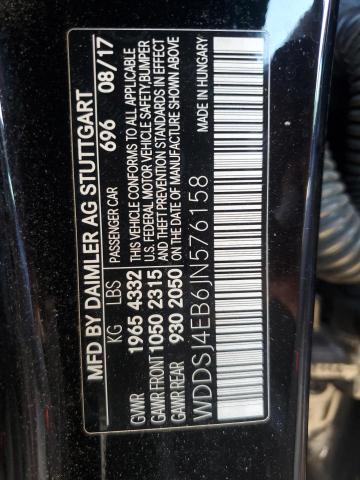 MFD BY DAIMLER AG STUTTGART
PASSENGER CAR 696 08/17
KG LBS
GVWR 1965 4332
GAWR FRONT 1050 2315
GAWR REAR 930 2050
THIS VEHICLE CONFORMS TO ALL APPLICABLE
U.S. FEDERAL MOTOR VEHICLE SAFETY, BUMPER
AND THEFT PREVENTION STANDARDS IN EFFECT
ON THE DATE OF MANUFACTURE SHOWN ABOVE
WDDSJ4EB6JN576158
MADE IN HUNGARY